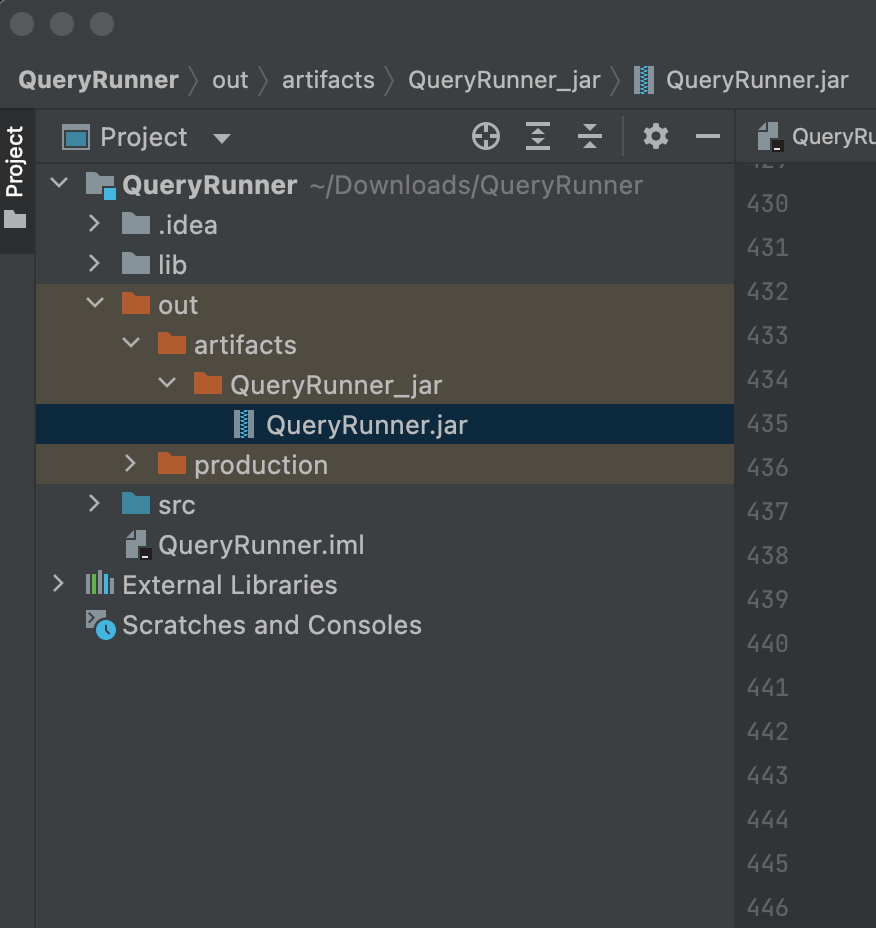 QueryRunner out artifacts QueryRunner_jar QueryRunner.jar
Project
Project
QueryRu
QueryRunner ~/Downloads/QueryRunner
.idea
lib
out
artifacts
QueryRunner_jar
QueryRunner.jar
production
src
QueryRunner.iml
External Libraries
Scratches and Consoles
430
431
432
433
434
435
436
437
438
439
440
441
442
443
444
445
446